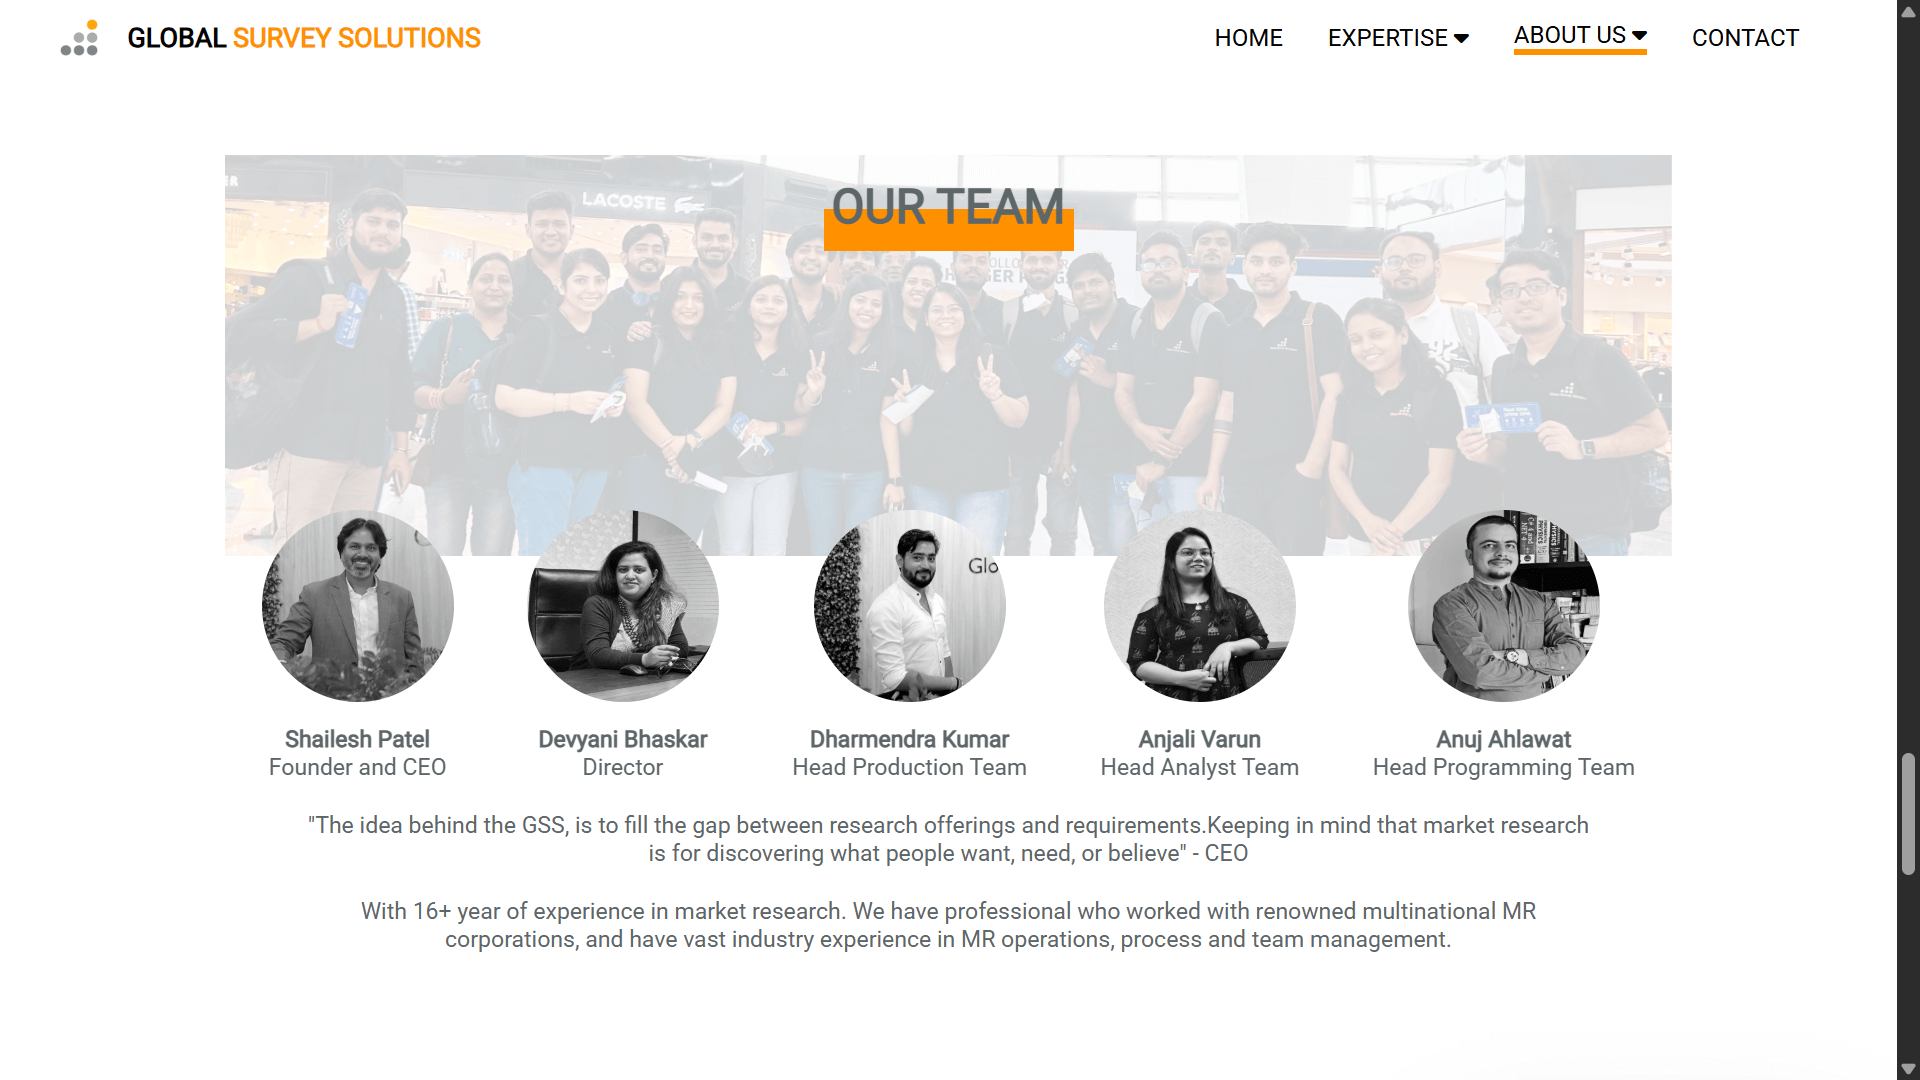 GLOBAL SURVEY SOLUTIONS
HOME
EXPERTISE
ABOUT US
CONTACT
LACOSTE
OUR TEAM
Glo
Shailesh Patel
Founder and CEO
Devyani Bhaskar
Director
Dharmendra Kumar
Head Production Team
Anjali Varun
Head Analyst Team
Anuj Ahlawat
Head Programming Team
"The idea behind the GSS, is to fill the gap between research offerings and requirements.Keeping in mind that market research
is for discovering what people want, need, or believe" - CEO
With 16+ year of experience in market research. We have professional who worked with renowned multinational MR
corporations, and have vast industry experience in MR operations, process and team management.